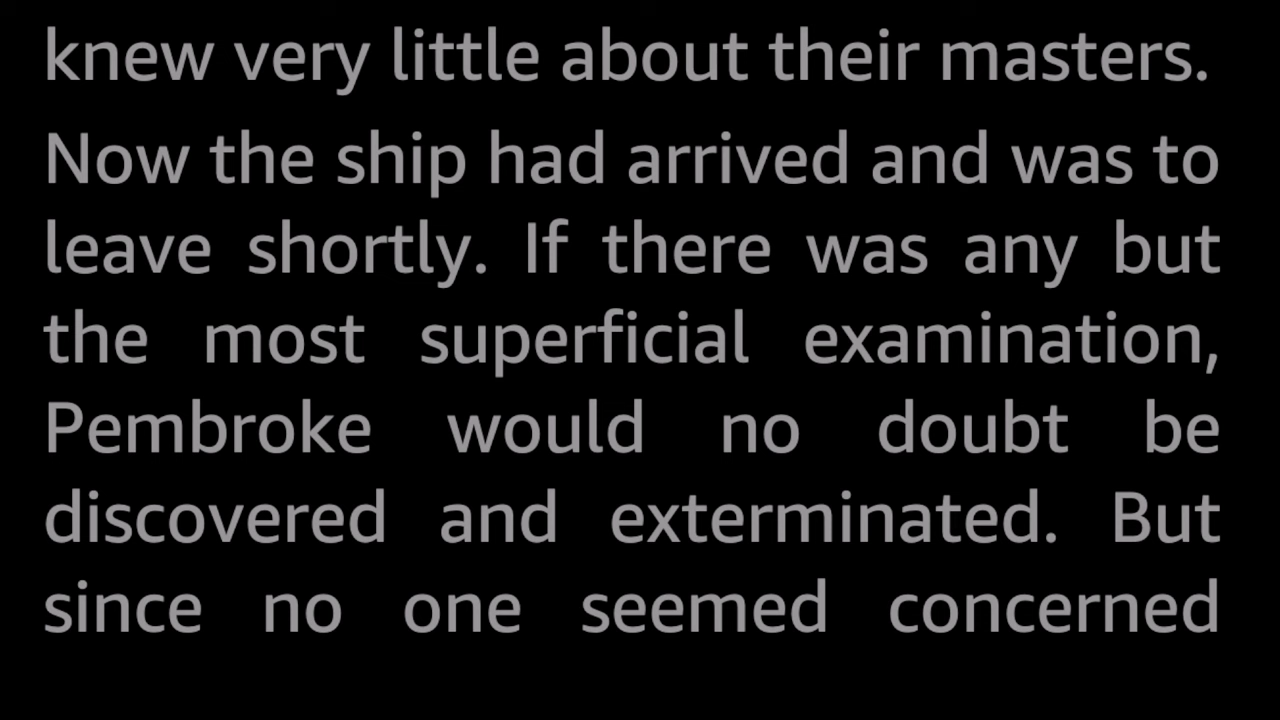 knew very little about their masters.
Now the ship had arrived and was to
leave shortly. If there was any but
the most superficial examination,
Pembroke would no doubt be
discovered and exterminated. But
since no one seemed concerned